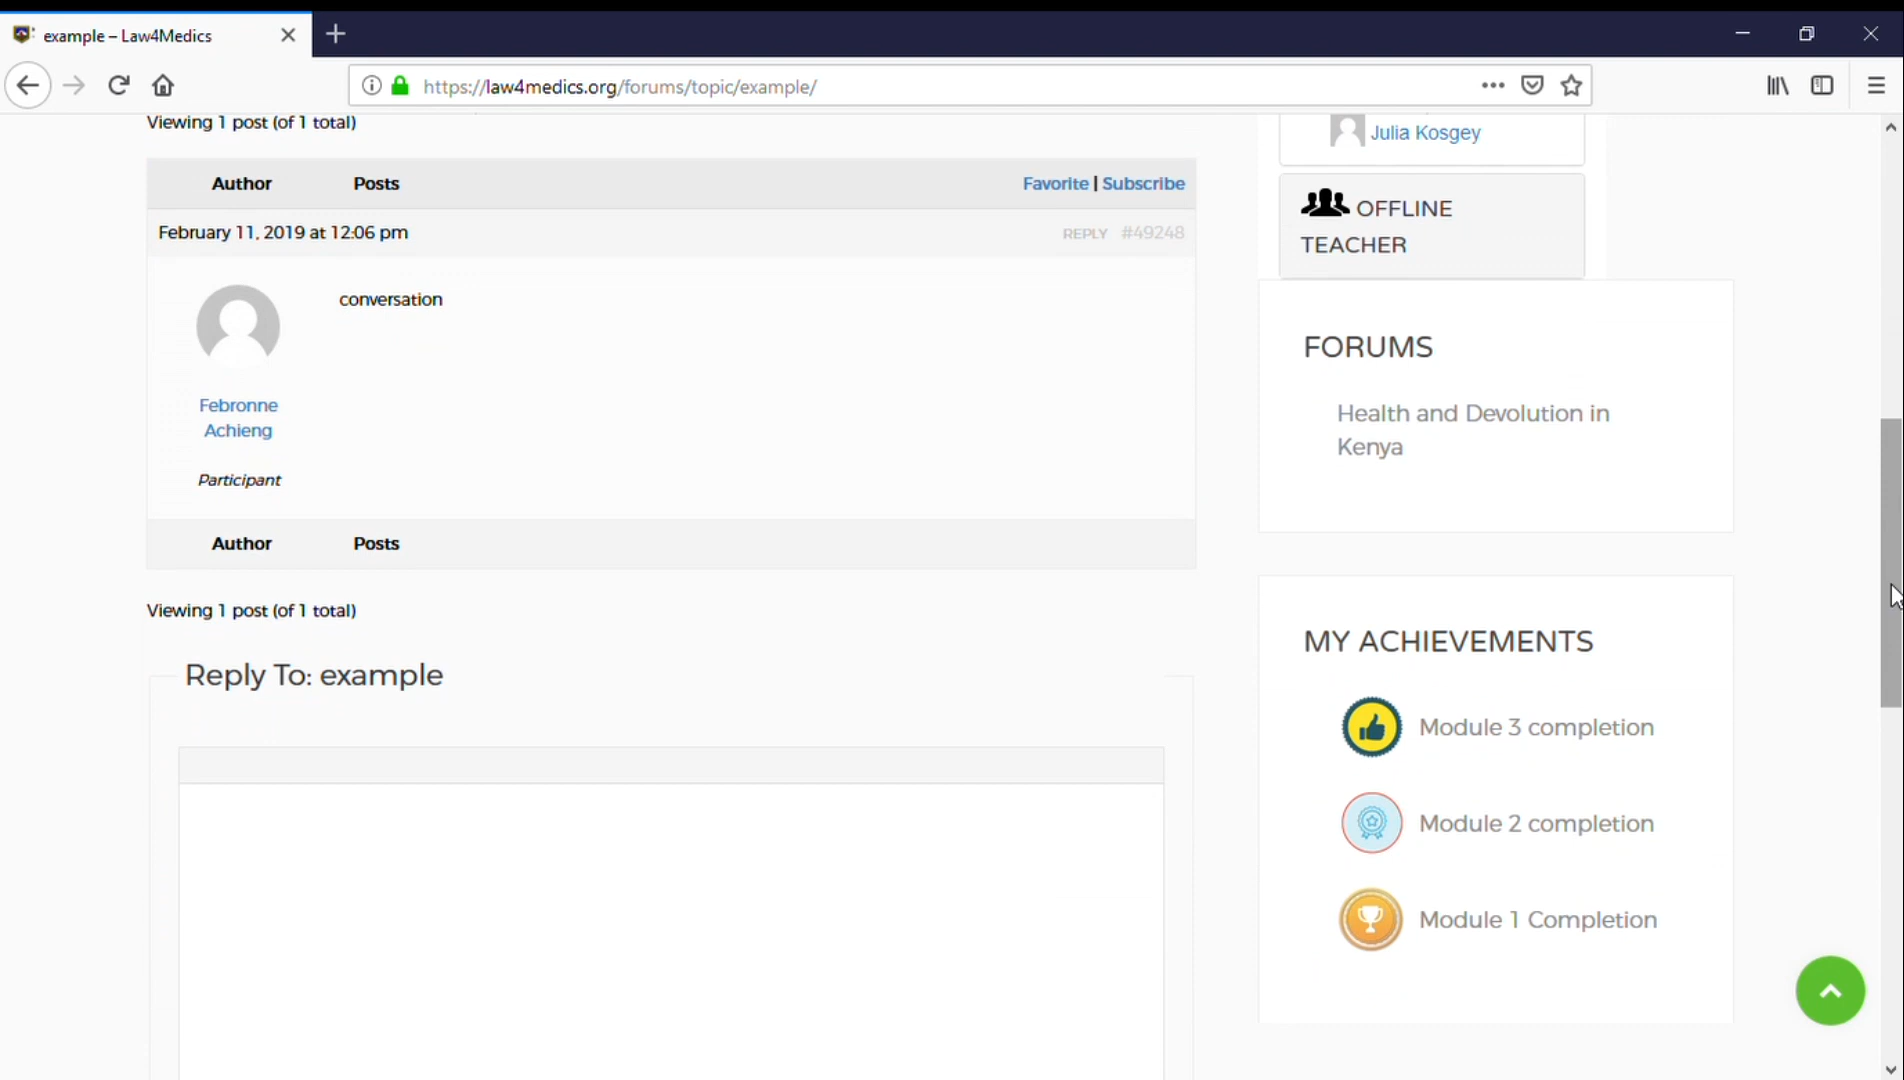 example – Law4Medics
https://law4medics.org/forums/topic/example/
Viewing 1 post (of 1 total)
Author Posts Favorite | Subscribe
February 11, 2019 at 12:06 pm REPLY #49248
conversation
Febronne
Achieng
Participant
Author Posts
Viewing 1 post (of 1 total)
Reply To: example
Julia Kosgey
OFFLINE
TEACHER
FORUMS
Health and Devolution in
Kenya
MY ACHIEVEMENTS
Module 3 completion
Module 2 completion
Module 1 Completion